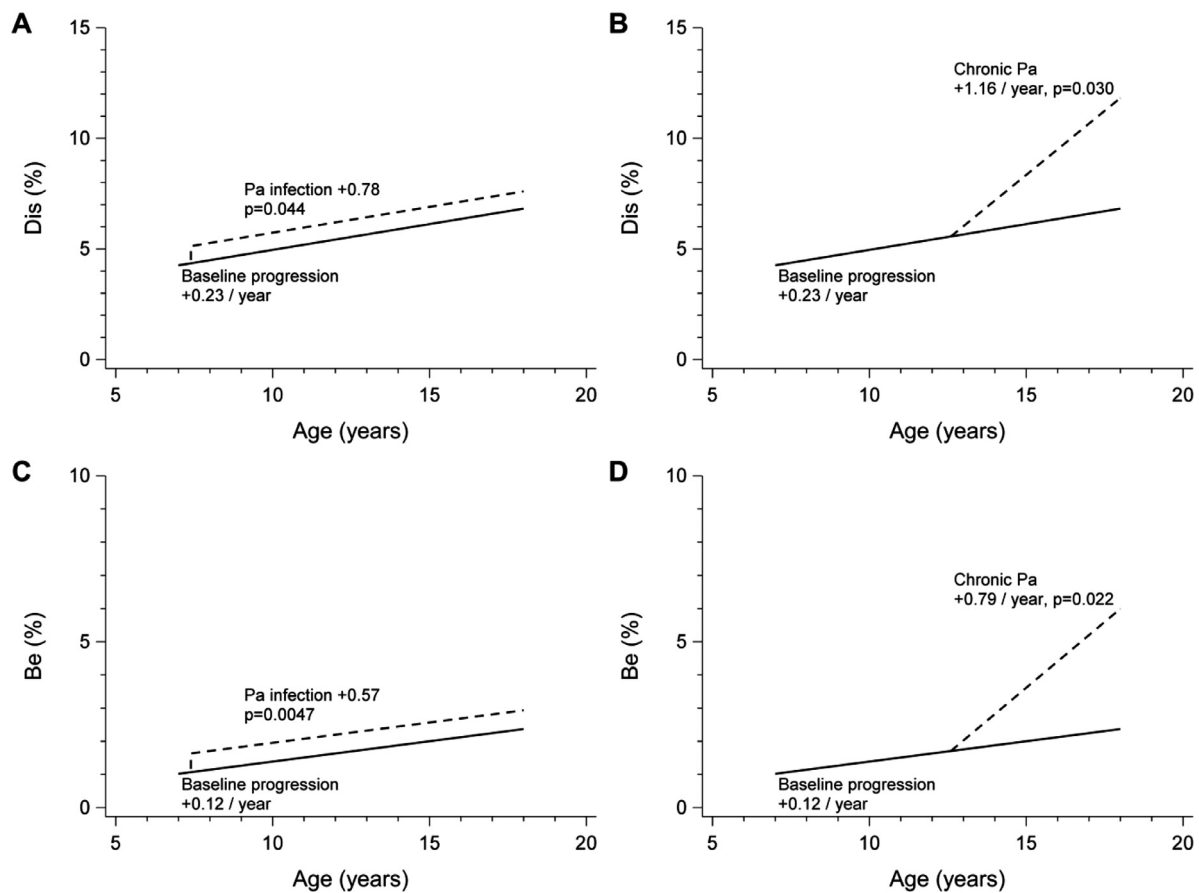 A
15
10
5
0
Dis (%)
Pa infection +0.78
p=0.044
Baseline progression
+0.23 / year
5
10
15
20
Age (years)
B
15
10
5
0
Dis (%)
Chronic Pa
+1.16 / year, p=0.030
Baseline progression
+0.23 / year
5
10
15
20
Age (years)
C
10
5
0
Be (%)
Pa infection +0.57
p=0.0047
Baseline progression
+0.12 / year
5
10
15
20
Age (years)
D
10
5
0
Be (%)
Chronic Pa
+0.79 / year, p=0.022
Baseline progression
+0.12 / year
5
10
15
20
Age (years)